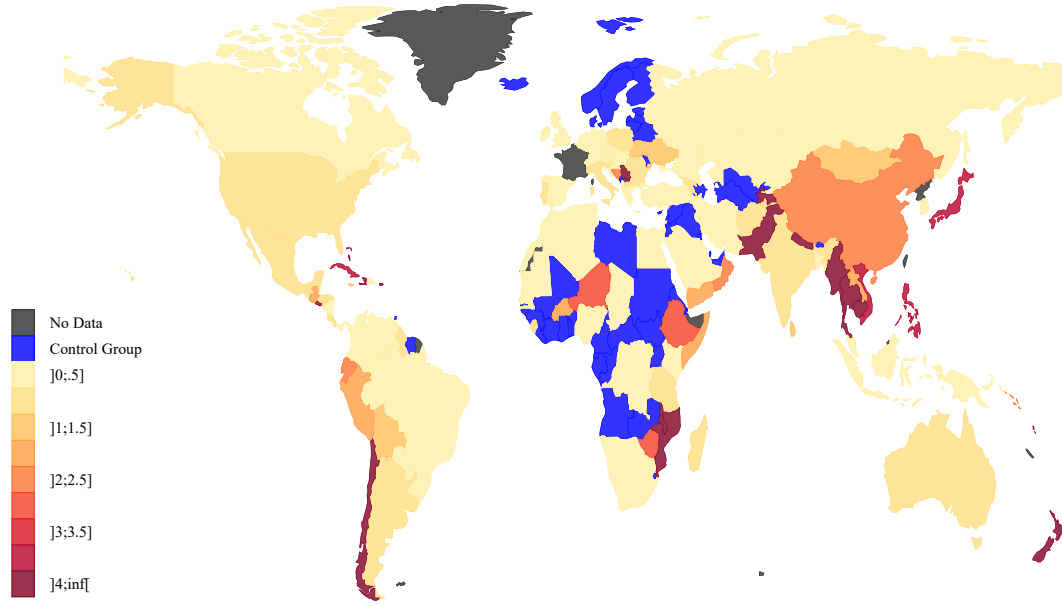 No Data
Control Group
]0;.5]
]1;1.5]
]2;2.5]
]3;3.5]
]4;inf[